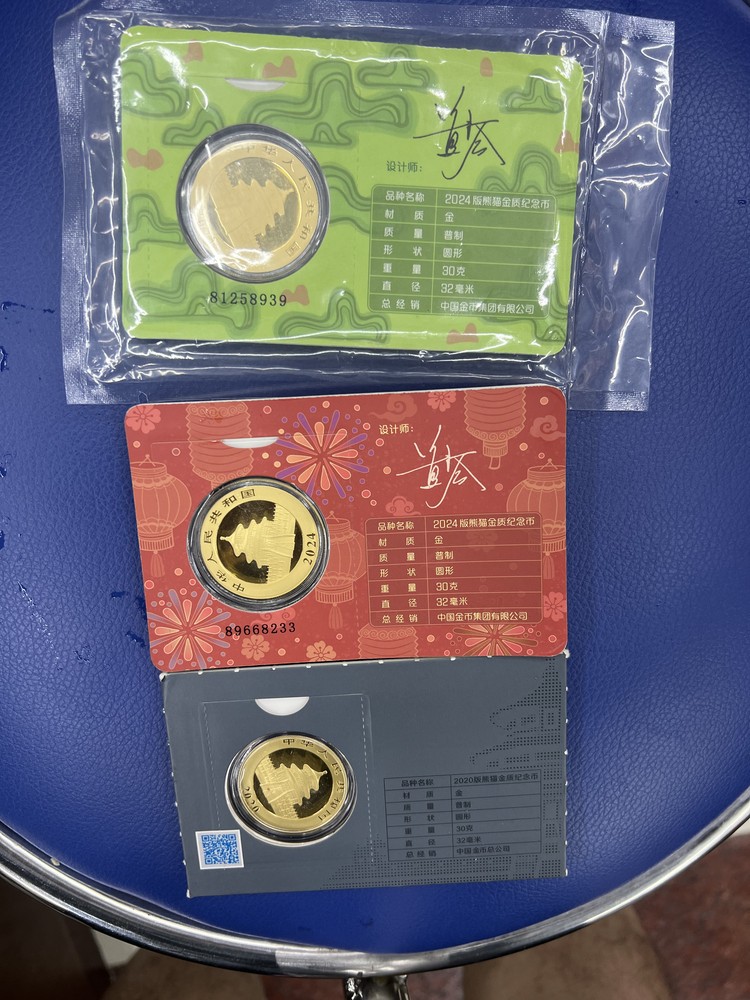 中华人民共和国
设计师：
品种名称 2024版熊猫金质纪念币
材 质 金
质 量 普制
形 状 圆形
重 量 30克
直 径 32毫米
总经销 中国金币集团有限公司
81258939
设计师：
中华人民共和国
2024
品种名称 2024版熊猫金质纪念币
材 质 金
质 量 普制
形 状 圆形
重 量 30克
直 径 32毫米
总经销 中国金币集团有限公司
89668233
中华人民共和国
2020
品种名称 2020版熊猫金质纪念币
材 质 金
质 量 普制
形 状 圆形
重 量 30克
直 径 32毫米
总经销 中国金币总公司